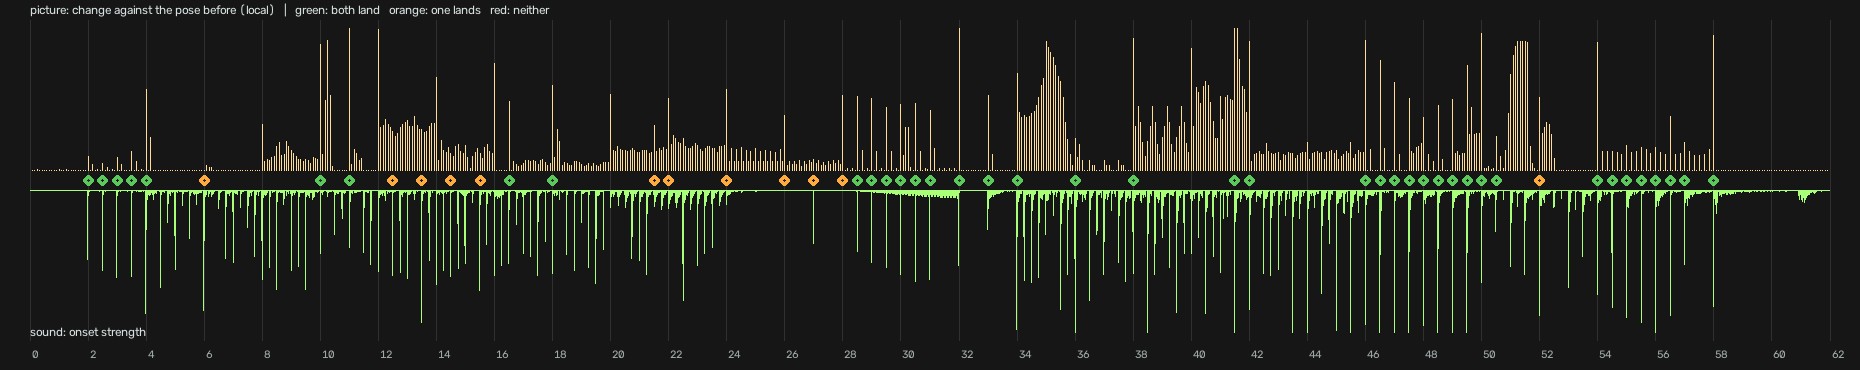 picture: change against the pose before (local) | green: both land orange: one lands red: neither
sound: onset strength
0 2 4 6 8 10 12 14 16 18 20 22 24 26 28 30 32 34 36 38 40 42 44 46 48 50 52 54 56 58 60 62